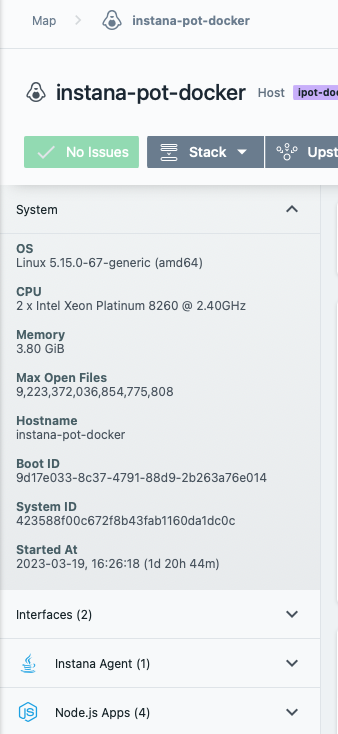 Map > instana-pot-docker
instana-pot-docker Host ipot-doc
No Issues Stack Upst
System
OS
Linux 5.15.0-67-generic (amd64)
CPU
2 x Intel Xeon Platinum 8260 @ 2.40GHz
Memory
3.80 GiB
Max Open Files
9,223,372,036,854,775,808
Hostname
instana-pot-docker
Boot ID
9d17e033-8c37-4791-88d9-2b263a76e014
System ID
423588f00c672f8b43fab1160da1dc0c
Started At
2023-03-19, 16:26:18 (1d 20h 44m)
Interfaces (2)
Instana Agent (1)
JS Node.js Apps (4)